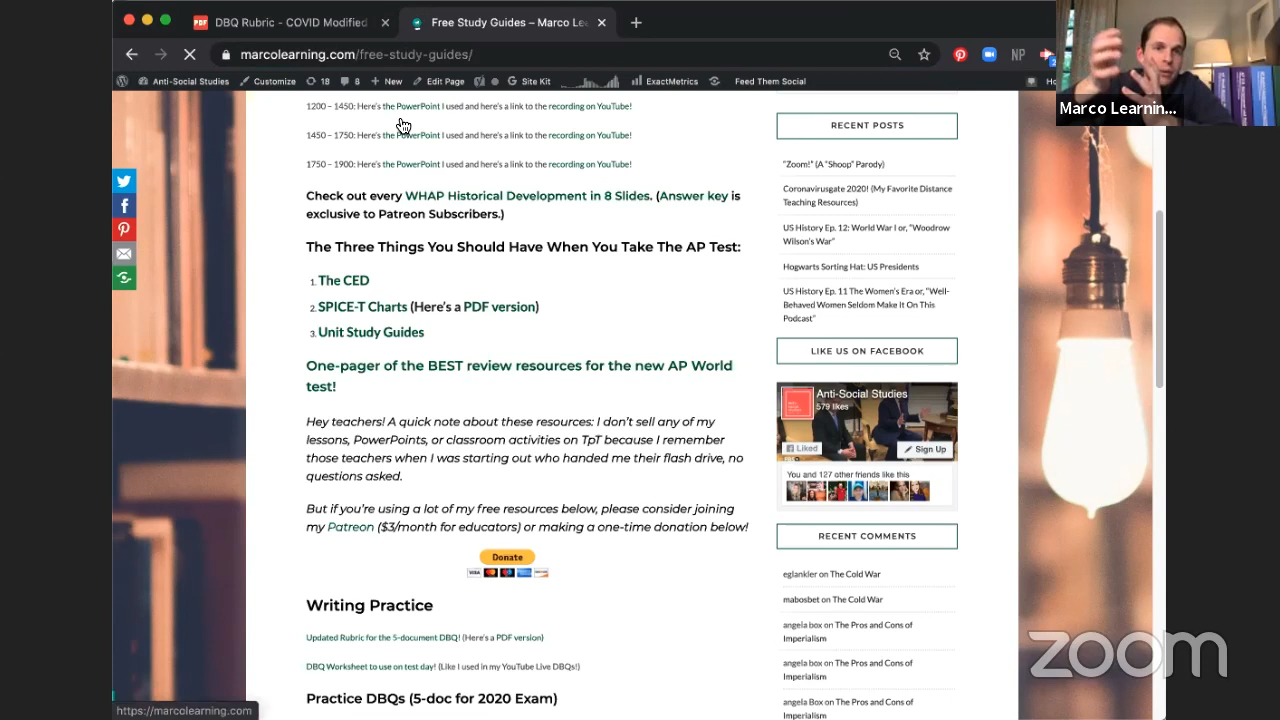 DBQ Rubric - COVID Modified
Free Study Guides – Marco Le
marcolearning.com/free-study-guides/
NP
Anti-Social Studies
Customize
18
8
New
Edit Page
Site Kit
ExactMetrics
Feed Them Social
Marco Learnin...
1200 – 1450: Here's the PowerPoint I used and here's a link to the recording on YouTube!
1450 – 1750: Here's the PowerPoint I used and here's a link to the recording on YouTube!
1750 – 1900: Here's the PowerPoint I used and here's a link to the recording on YouTube!
Check out every WHAP Historical Development in 8 Slides. (Answer key is
exclusive to Patreon Subscribers.)
The Three Things You Should Have When You Take The AP Test:
1. The CED
2. SPICE-T Charts (Here's a PDF version)
3. Unit Study Guides
One-pager of the BEST review resources for the new AP World
test!
Hey teachers! A quick note about these resources: I don't sell any of my
lessons, PowerPoints, or classroom activities on TpT because I remember
those teachers when I was starting out who handed me their flash drive, no
questions asked.
But if you're using a lot of my free resources below, please consider joining
my Patreon ($3/month for educators) or making a one-time donation below!
Donate
VISA
Writing Practice
Updated Rubric for the 5-document DBQ! (Here's a PDF version)
DBQ Worksheet to use on test day! (Like I used in my YouTube Live DBQs!)
Practice DBQs (5-doc for 2020 Exam)
RECENT POSTS
"Zoom!" (A "Shoop" Parody)
Coronavirusgate 2020! (My Favorite Distance
Teaching Resources)
US History Ep. 12: World War I or, "Woodrow
Wilson's War"
Hogwarts Sorting Hat: US Presidents
US History Ep. 11 The Women's Era or, "Well-
Behaved Women Seldom Make It On This
Podcast"
LIKE US ON FACEBOOK
Anti-Social Studies
579 likes
Liked
Sign Up
You and 127 other friends like this
RECENT COMMENTS
eglankler on The Cold War
mabosbet on The Cold War
angela box on The Pros and Cons of
Imperialism
angela box on The Pros and Cons of
Imperialism
angela Box on The Pros and Cons of
Imperialism
https://marcolearning.com
zoom